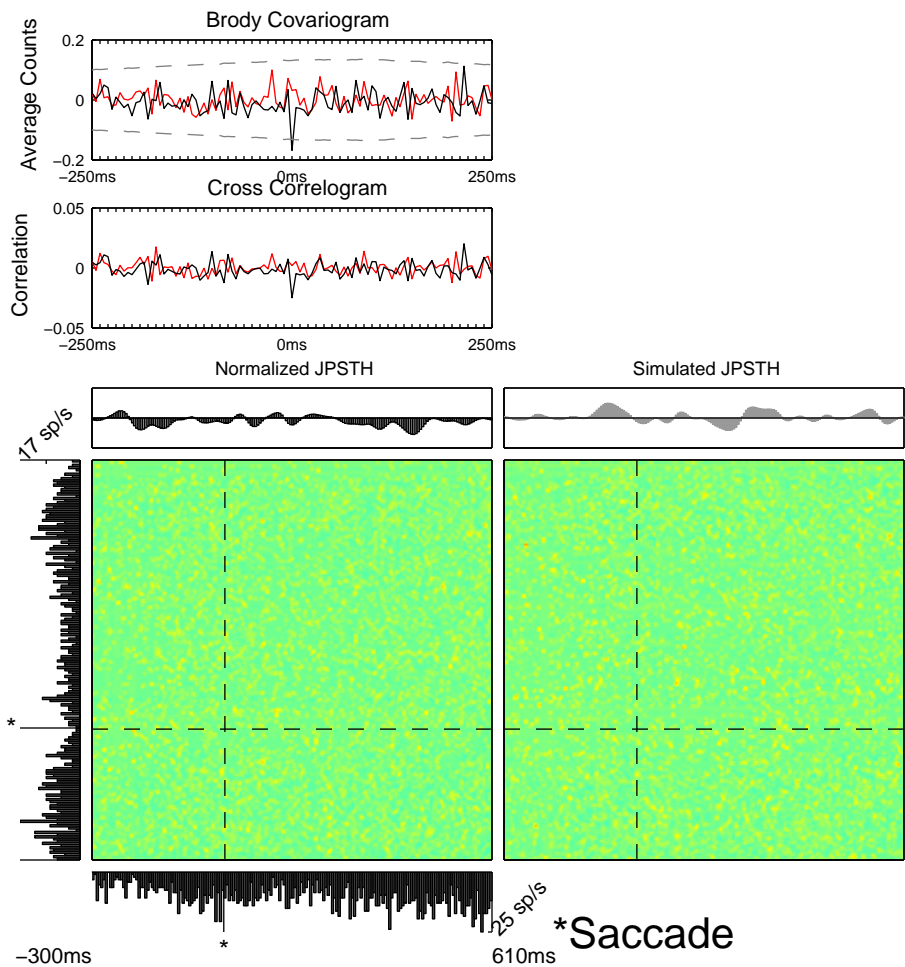 Brody Covariogram
Average Counts
0.2
0
−0.2
−250ms 0ms 250ms
Cross Correlogram
Correlation
0.05
0
−0.05
−250ms 0ms 250ms
Normalized JPSTH Simulated JPSTH
17 sp/s
*
25 sp/s
*
*Saccade
−300ms 610ms